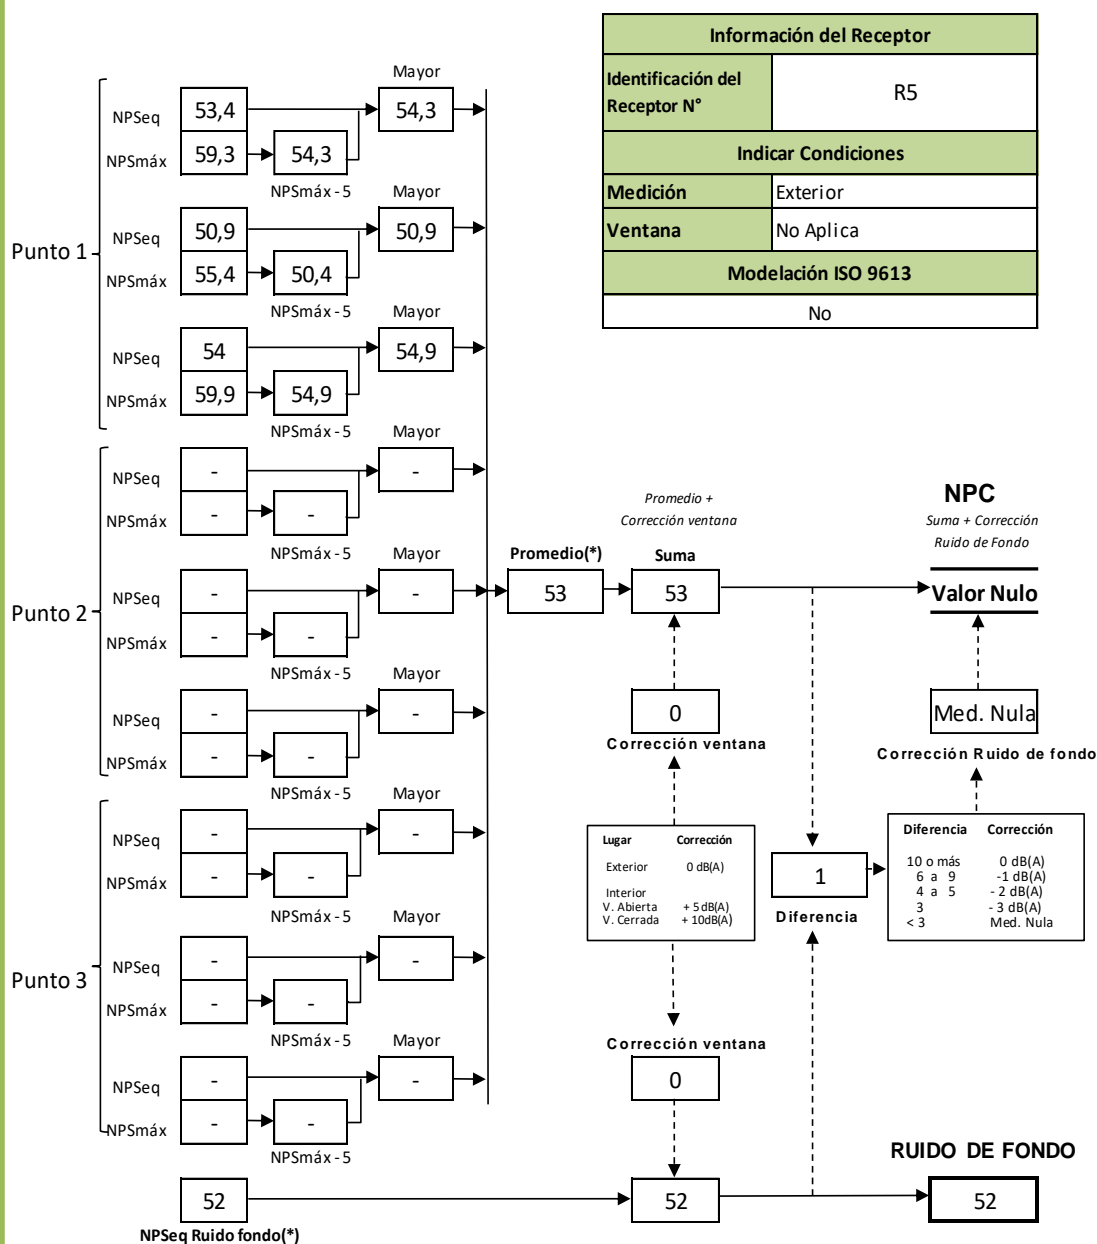 Información del Receptor
Identificación del
Receptor N°
R5
Indicar Condiciones
Medición
Exterior
Ventana
No Aplica
Modelación ISO 9613
No
Punto 1
Mayor
NPSeq
53,4
54,3
NPSmáx
59,3
54,3
NPSmáx - 5
Mayor
NPSeq
50,9
50,9
NPSmáx
55,4
50,4
NPSmáx - 5
Mayor
NPSeq
54
54,9
NPSmáx
59,9
54,9
NPSmáx - 5
Punto 2
Mayor
NPSeq
-
-
NPSmáx
-
-
NPSmáx - 5
Mayor
NPSeq
-
-
NPSmáx
-
-
NPSmáx - 5
Mayor
NPSeq
-
-
NPSmáx
-
-
NPSmáx - 5
Punto 3
Mayor
NPSeq
-
-
NPSmáx
-
-
NPSmáx - 5
Mayor
NPSeq
-
-
NPSmáx
-
-
NPSmáx - 5
Mayor
NPSeq
-
-
NPSmáx
-
-
NPSmáx - 5
Promedio(*)
53
Promedio +
Corrección ventana
Suma
53
NPC
Suma + Corrección
Ruido de Fondo
Valor Nulo
0
Corrección ventana
Med. Nula
Corrección Ruido de fondo
Lugar Corrección
Exterior 0 dB(A)
Interior
V. Abierta + 5 dB(A)
V. Cerrada + 10dB(A)
1
Diferencia
Diferencia Corrección
10 o más 0 dB(A)
6 a 9 -1 dB(A)
4 a 5 - 2 dB(A)
3 - 3 dB(A)
< 3 Med. Nula
Corrección ventana
0
52
NPSeq Ruido fondo(*)
52
RUIDO DE FONDO
52